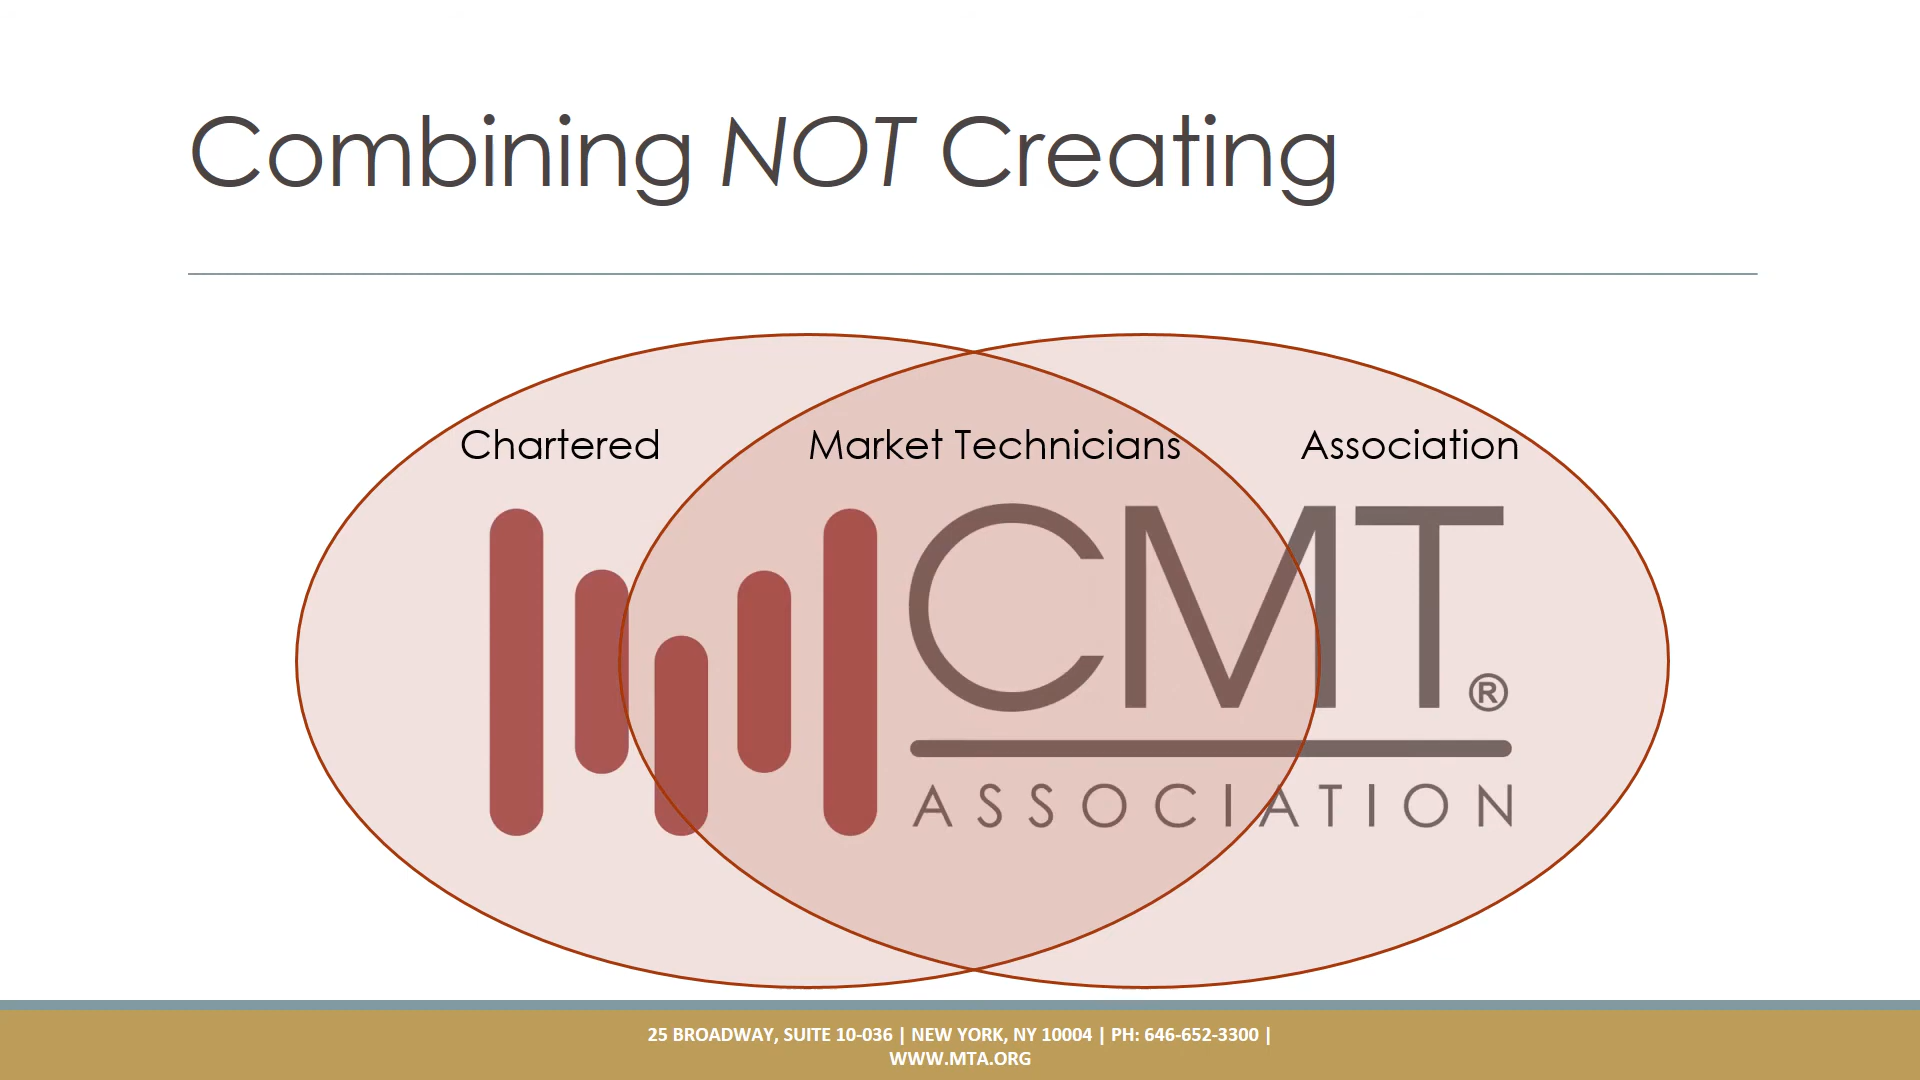 Combining NOT Creating
Chartered Market Technicians Association
CMT®
ASSOCIATION
25 BROADWAY, SUITE 10-036 | NEW YORK, NY 10004 | PH: 646-652-3300 |
WWW.MTA.ORG